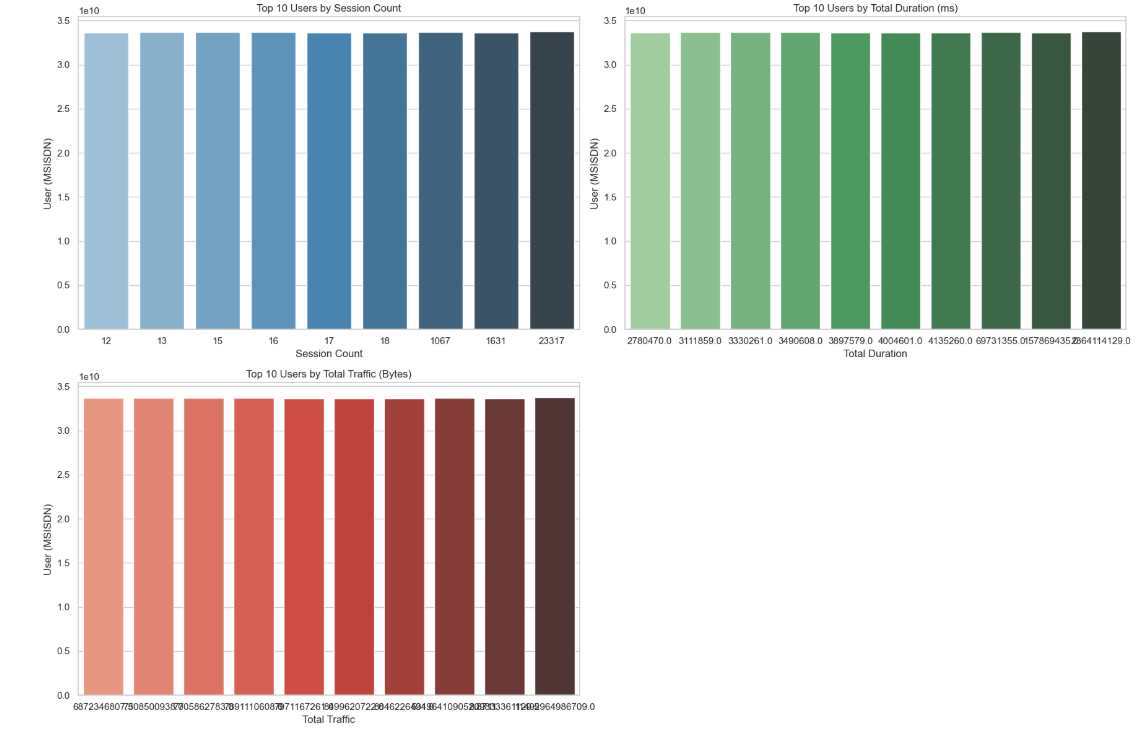 Top 10 Users by Session Count
1e10
3.5
3.0
2.5
2.0
1.5
1.0
0.5
0.0
User (MSISDN)
12 13 15 16 17 18 1067 1631 23317
Session Count
Top 10 Users by Total Duration (ms)
1e10
3.5
3.0
2.5
2.0
1.5
1.0
0.5
0.0
User (MSISDN)
2780470.0 3111859.0 3330261.0 3490608.0 3897579.0 4004601.0 4135260.0 69731355.0
Total Duration
Top 10 Users by Total Traffic (Bytes)
1e10
3.5
3.0
2.5
2.0
1.5
1.0
0.5
0.0
User (MSISDN)
Total Traffic